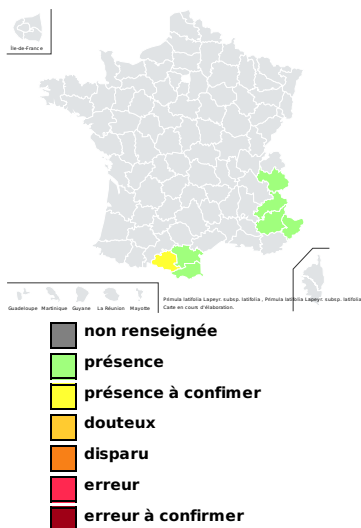 Île-de-France
Guadeloupe Martinique Guyane La Réunion Mayotte
Primula latifolia Lapeyr. subsp. latifolia , Primula latifolia Lapeyr. subsp. latifolia
Carte en cours d'élaboration.
non renseignée
présence
présence à confimer
douteux
disparu
erreur
erreur à confirmer